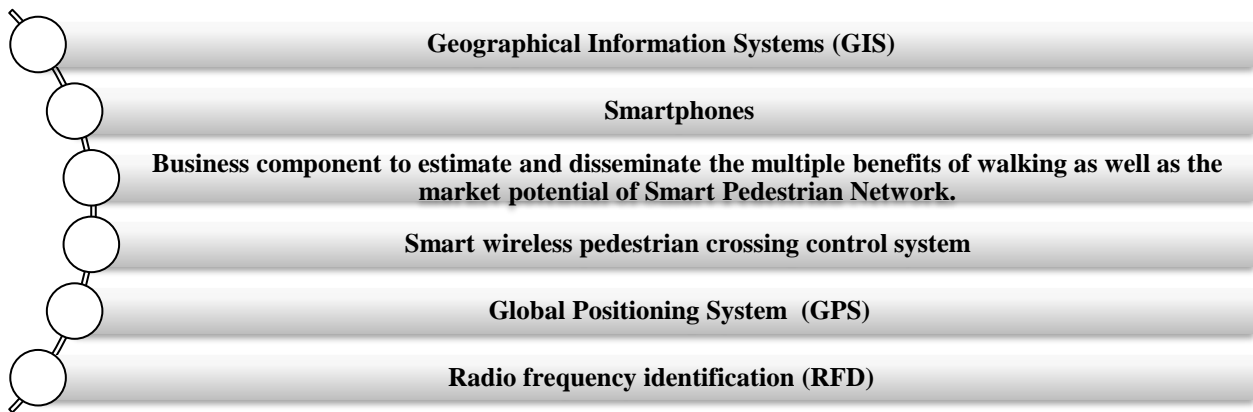 Geographical Information Systems (GIS)
Smartphones
Business component to estimate and disseminate the multiple benefits of walking as well as the
market potential of Smart Pedestrian Network.
Smart wireless pedestrian crossing control system
Global Positioning System  (GPS)
Radio frequency identification (RFD)